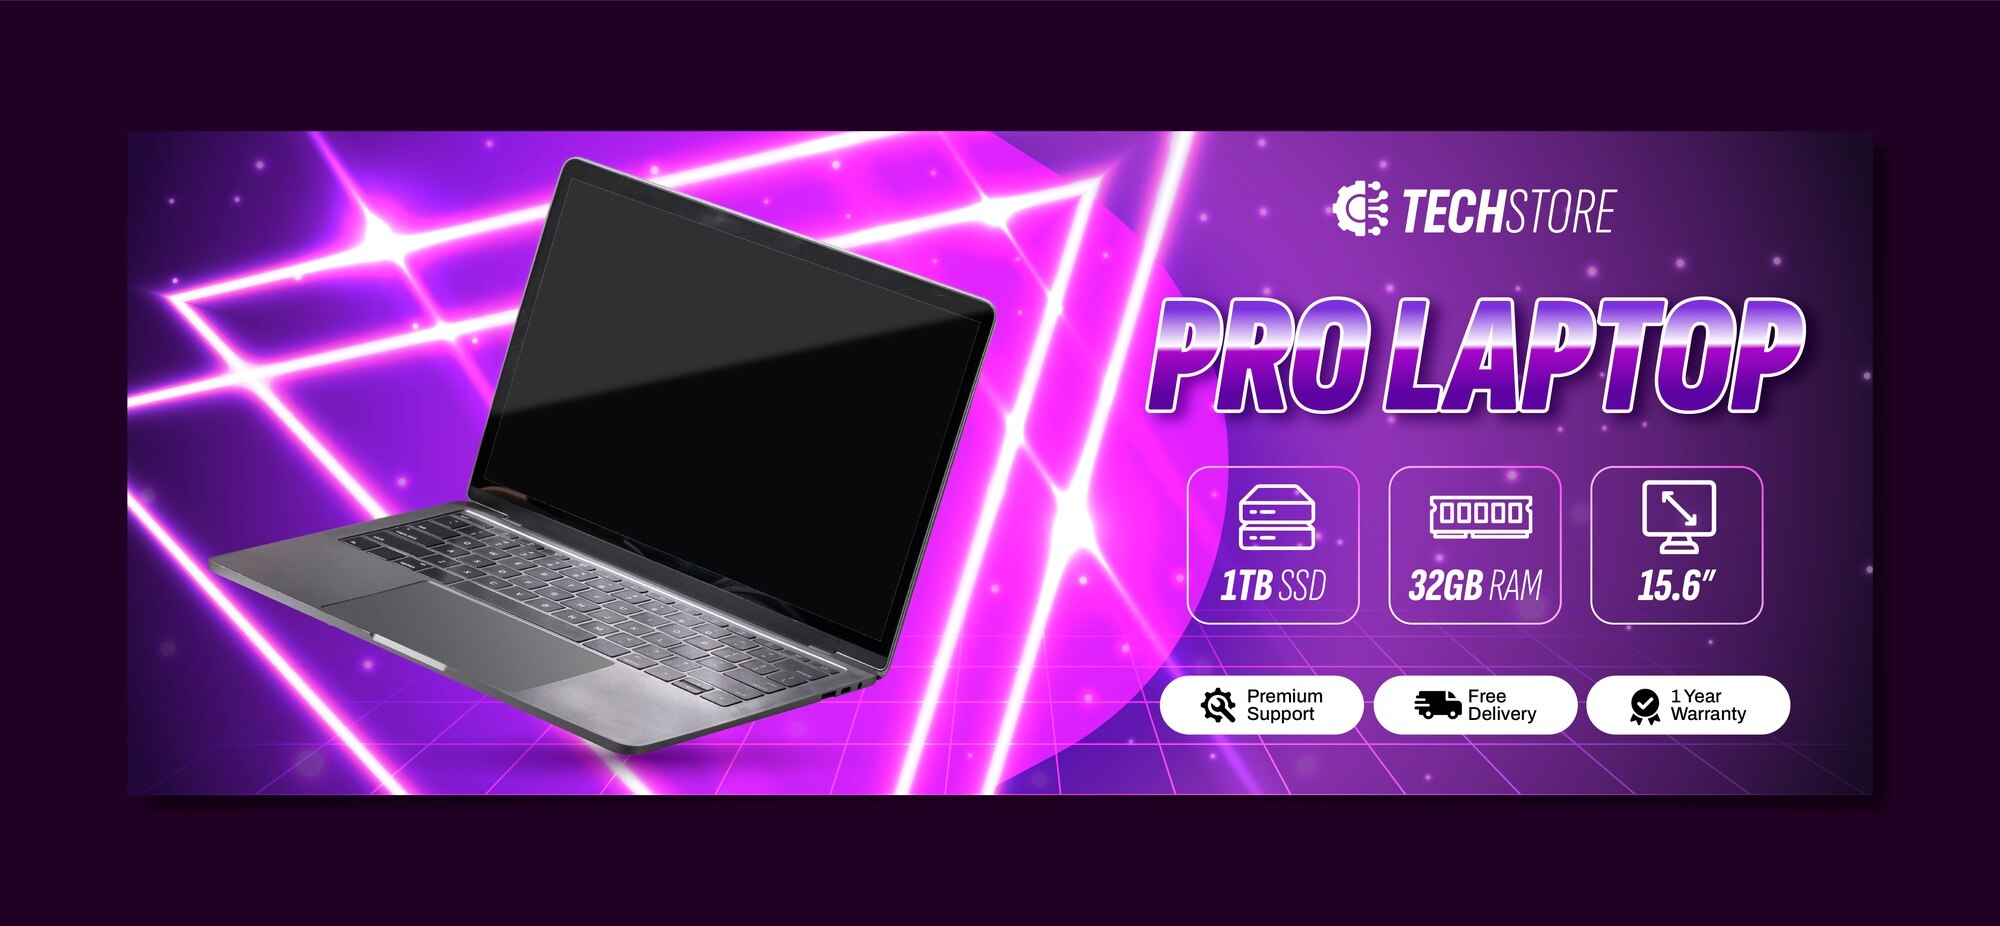 TECHSTORE
PRO LAPTOP
1TB SSD
32GB RAM
15.6"
Premium
Support
Free
Delivery
1 Year
Warranty